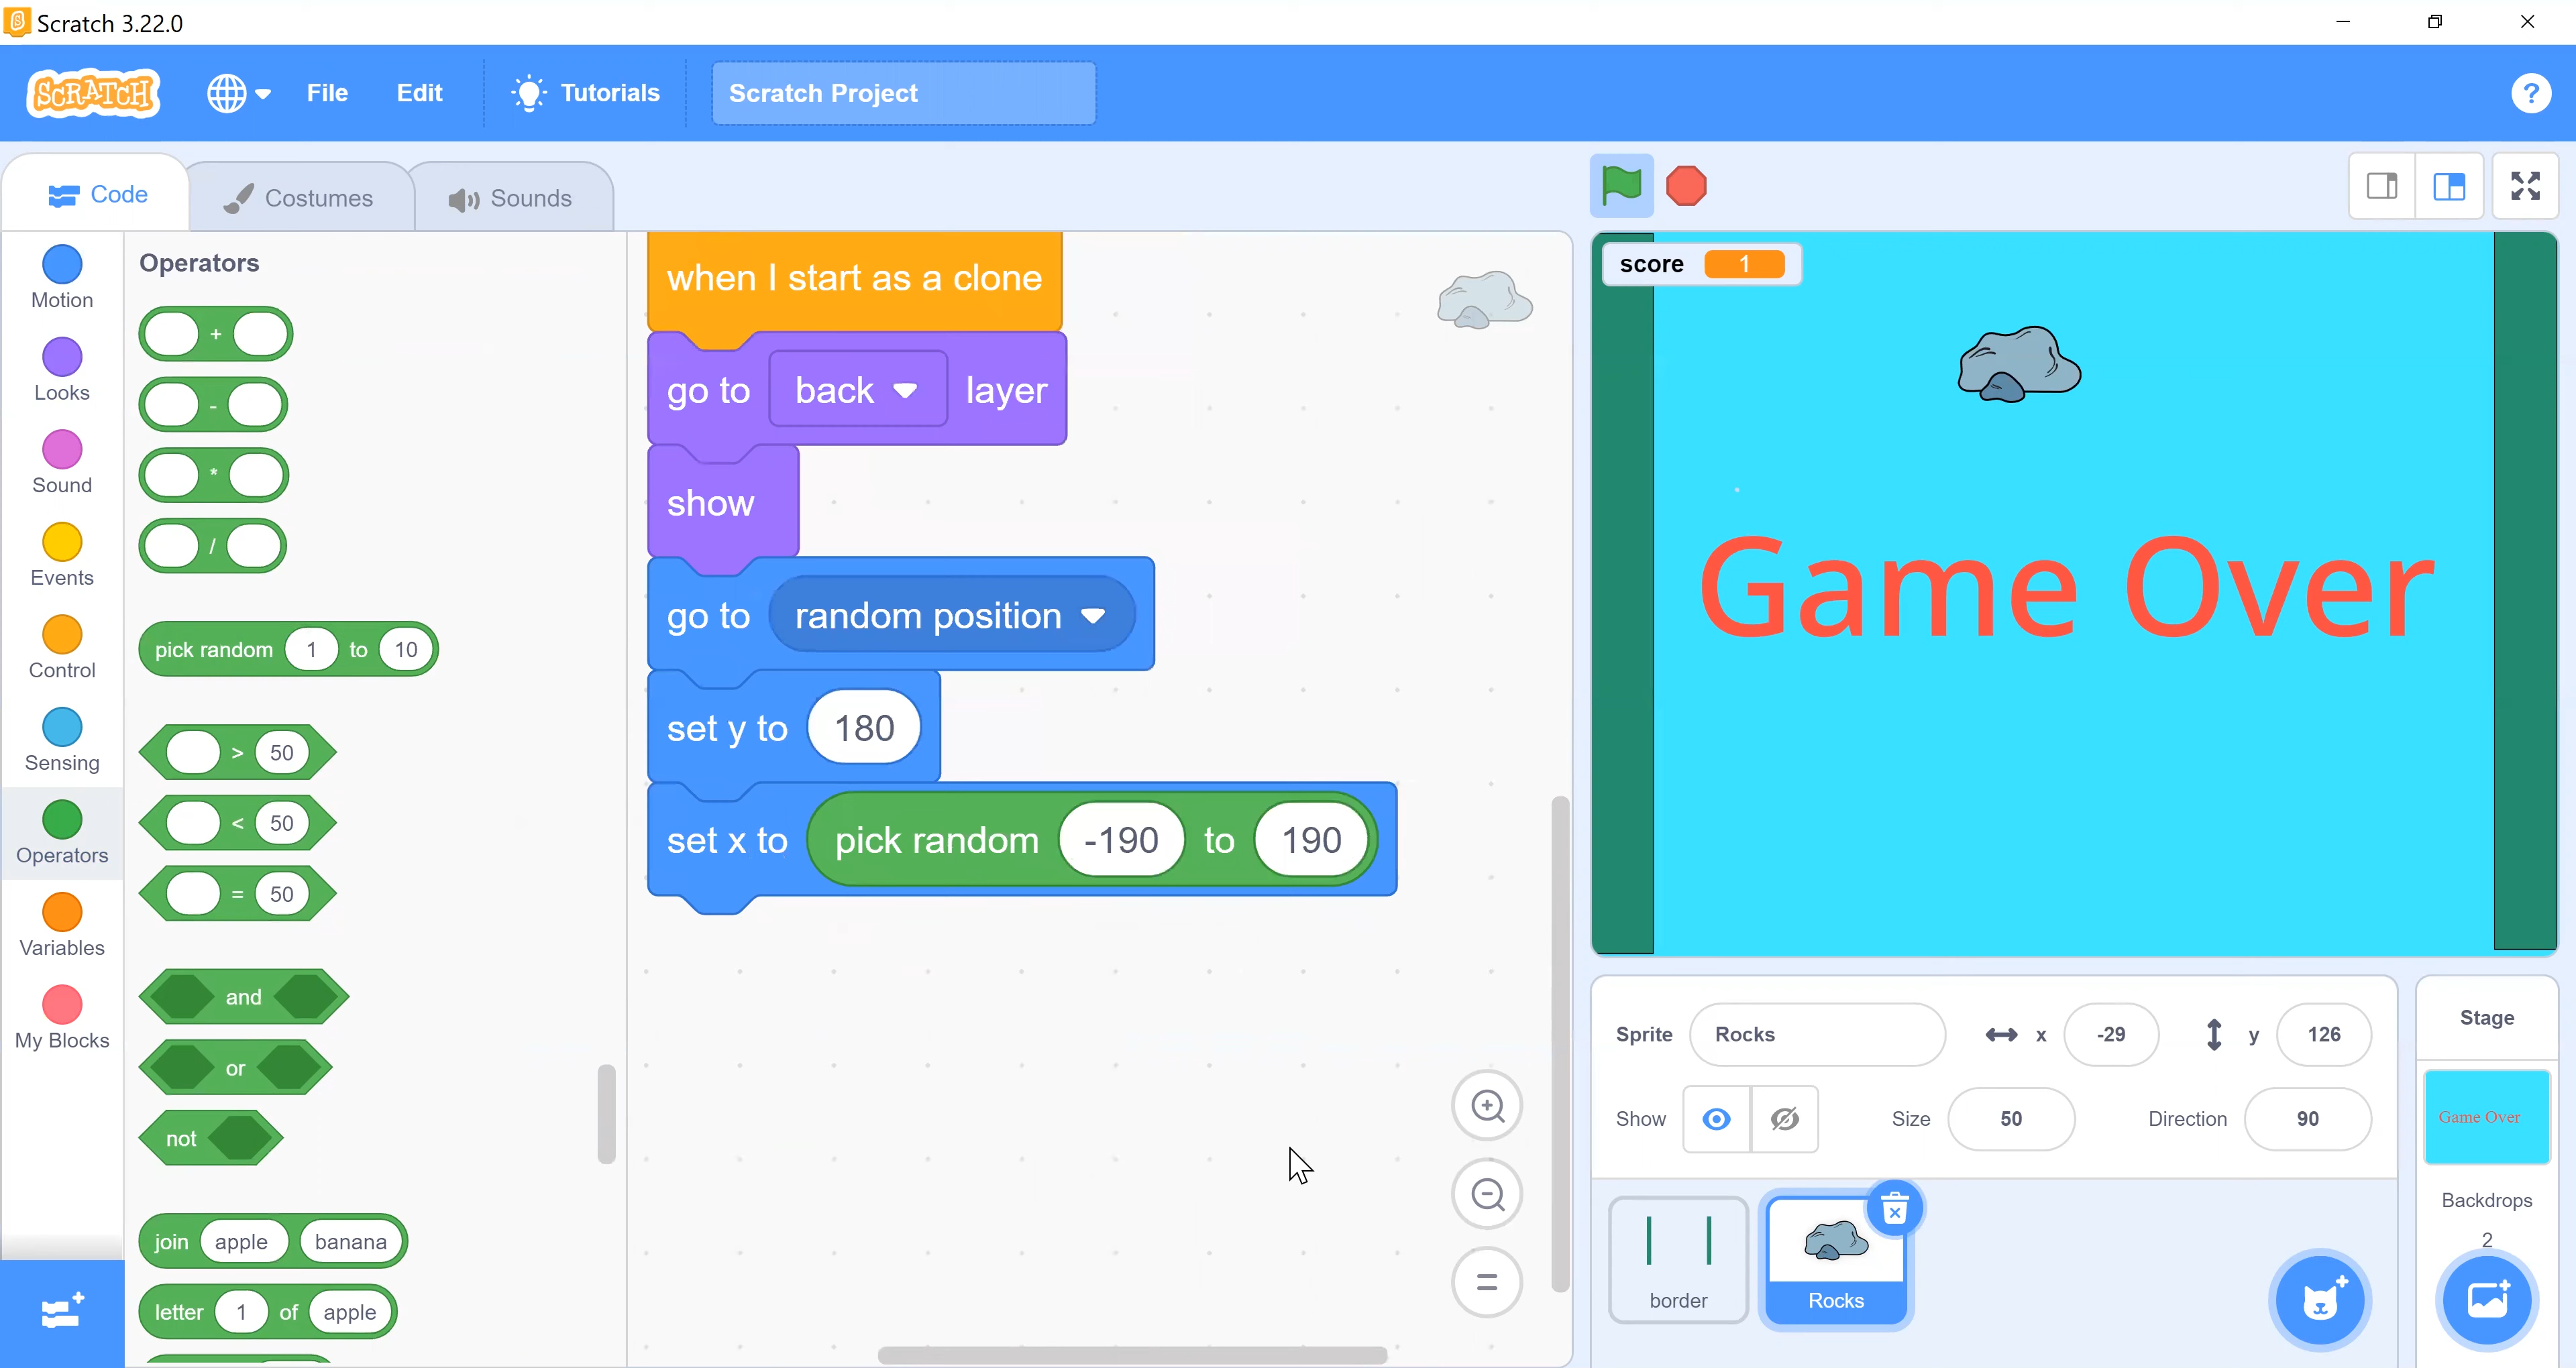 Scratch 3.22.0
SCRATCH
File
Edit
Tutorials
Scratch Project
?
Code
Costumes
Sounds
Motion
Looks
Sound
Events
Control
Sensing
Operators
Variables
My Blocks
Operators
+
-
*
/
pick random 1 to 10
> 50
< 50
= 50
and
or
not
join apple banana
letter 1 of apple
when I start as a clone
go to back layer
show
go to random position
set y to 180
set x to pick random -190 to 190
score 1
Game Over
Sprite Rocks x -29 y 126
Show Size 50 Direction 90
border
Rocks
Stage
Game Over
Backdrops
2